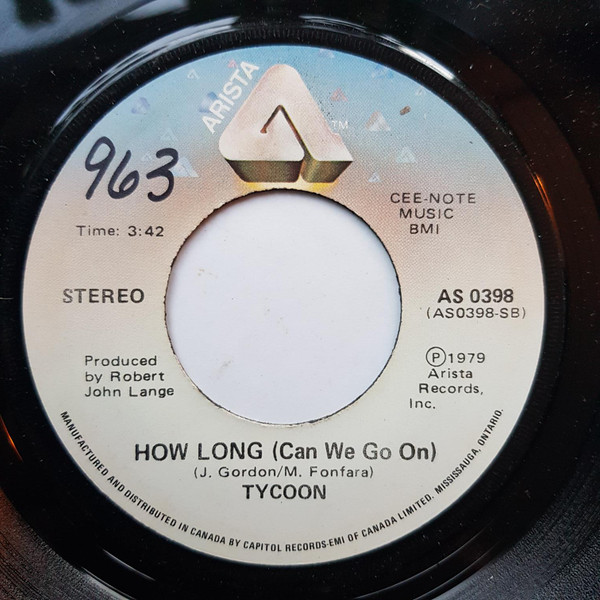 ARISTA
TM
963
CEE-NOTE
MUSIC
BMI
Time: 3:42
STEREO
AS 0398
(AS0398-SB)
Produced
by Robert
John Lange
Ⓟ1979
Arista
Records,
Inc.
HOW LONG (Can We Go On)
(J. Gordon/M. Fonfara)
TYCOON
MANUFACTURED AND DISTRIBUTED IN CANADA BY CAPITOL RECORDS-EMI OF CANADA LIMITED. MISSISSAUGA, ONTARIO.